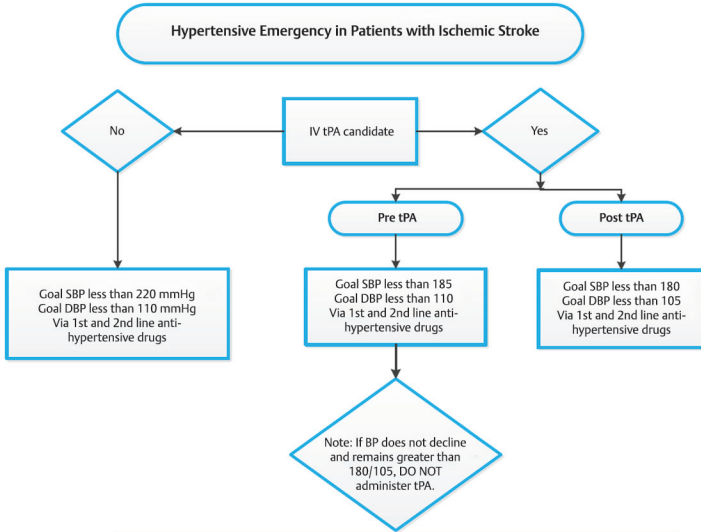 Hypertensive Emergency in Patients with Ischemic Stroke
No
IV tPA candidate
Yes
Pre tPA
Post tPA
Goal SBP less than 220 mmHg
Goal DBP less than 110 mmHg
Via 1st and 2nd line anti-
hypertensive drugs
Goal SBP less than 185
Goal DBP less than 110
Via 1st and 2nd line anti-
hypertensive drugs
Goal SBP less than 180
Goal DBP less than 105
Via 1st and 2nd line anti-
hypertensive drugs
Note: If BP does not decline
and remains greater than
180/105, DO NOT
administer tPA.